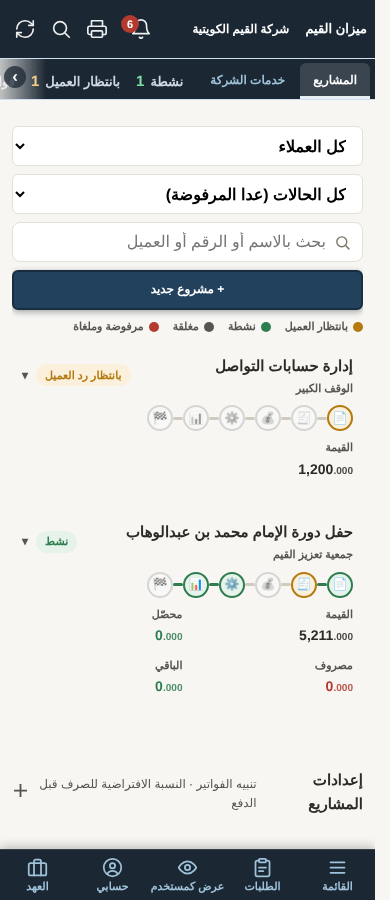 ميزان القيم
شركة القيم الكويتية
6
المشاريع
خدمات الشركة
نشطة 1
بانتظار العميل 1
كل العملاء
كل الحالات (عدا المرفوضة)
بحث بالاسم أو الرقم أو العميل
+ مشروع جديد
بانتظار العميل
نشطة
مغلقة
مرفوضة وملغاة
إدارة حسابات التواصل
بانتظار رد العميل
الوقف الكبير
القيمة
1,200.000
حفل دورة الإمام محمد بن عبدالوهاب
نشط
جمعية تعزيز القيم
القيمة
محصّل
5,211.000
0.000
مصروف
الباقي
0.000
0.000
إعدادات المشاريع
تنبيه الفواتير · النسبة الافتراضية للصرف قبل الدفع
القائمة
الطلبات
عرض كمستخدم
حسابي
العهد